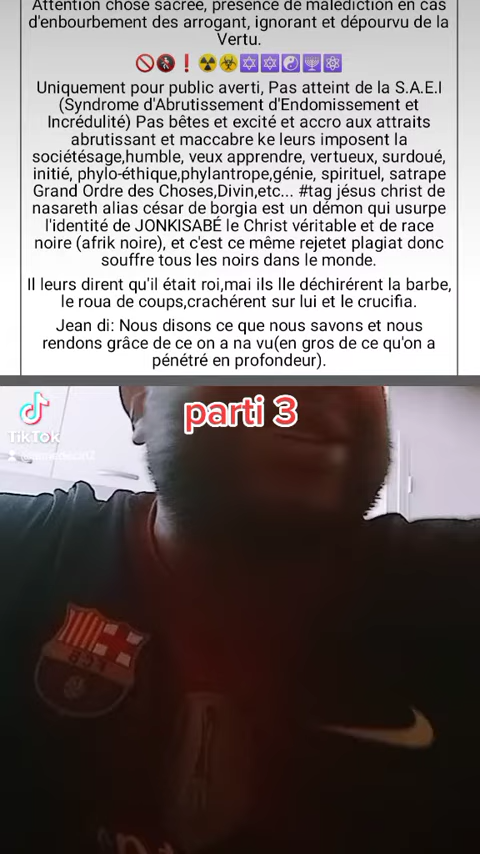 Attention chose sacrée, présence de malédiction en cas
d'enbourbement des arrogant, ignorant et dépourvu de la
Vertu.
🚫🚷❗☢️☣️🔯✡️☯️🕎⚛️
Uniquement pour public averti, Pas atteint de la S.A.E.I
(Syndrome d'Abrutissement d'Endomissement et
Incrédulité) Pas bêtes et excité et accro aux attraits
abrutissant et maccabre ke leurs imposent la
sociétésage,humble, veux apprendre, vertueux, surdoué,
initié, phylo-éthique,phylantrope,génie, spirituel, satrape
Grand Ordre des Choses,Divin,etc... #tag jésus christ de
nasareth alias césar de borgia est un démon qui usurpe
l'identité de JONKISABÉ le Christ véritable et de race
noire (afrik noire), et c'est ce même rejetet plagiat donc
souffre tous les noirs dans le monde.
Il leurs dirent qu'il était roi,mai ils lle déchirérent la barbe,
le roua de coups,crachérent sur lui et le crucifia.
Jean di: Nous disons ce que nous savons et nous
rendons grâce de ce on a na vu(en gros de ce qu'on a
pénétré en profondeur).
parti 3
TikTok